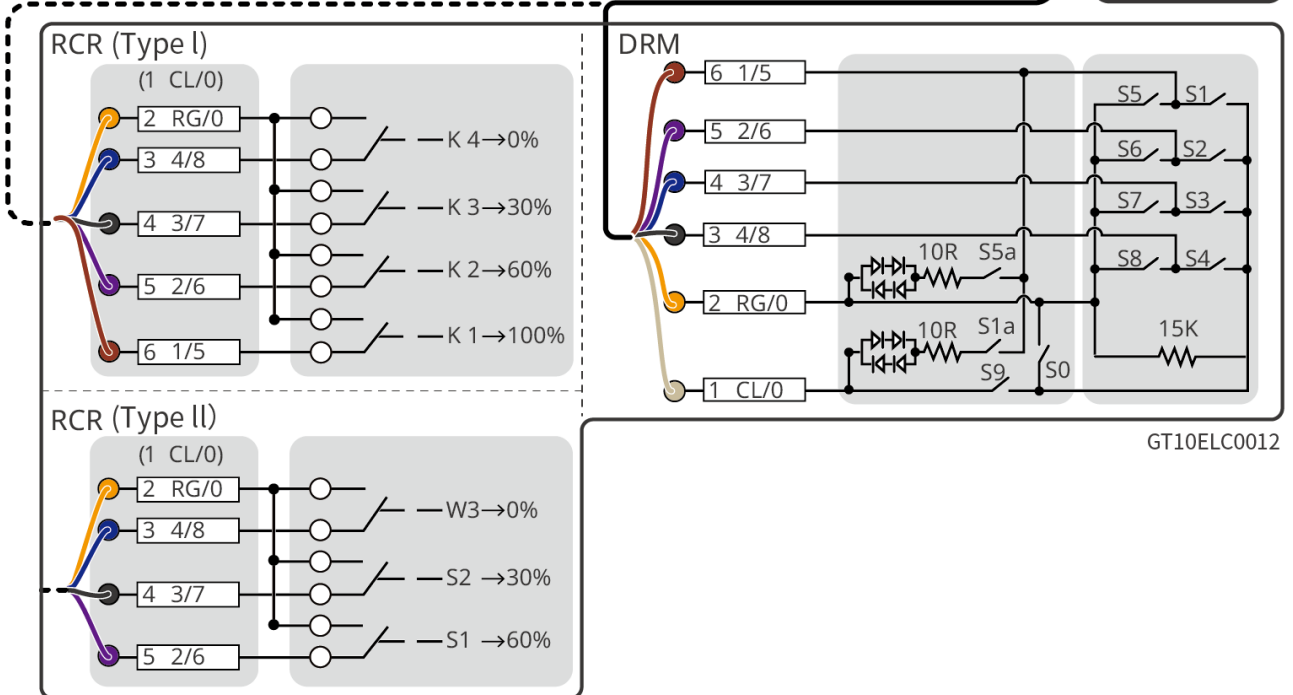 RCR (Type l)
(1 CL/0)
2 RG/0
3 4/8
4 3/7
5 2/6
6 1/5
K 4→0%
K 3→30%
K 2→60%
K 1→100%
RCR (Type ll)
(1 CL/0)
2 RG/0
3 4/8
4 3/7
5 2/6
W3→0%
S2 →30%
S1 →60%
DRM
6 1/5
5 2/6
4 3/7
3 4/8
2 RG/0
1 CL/0
10R S5a
10R S1a
S9
S0
S5 S1
S6 S2
S7 S3
S8 S4
15K
GT10ELC0012